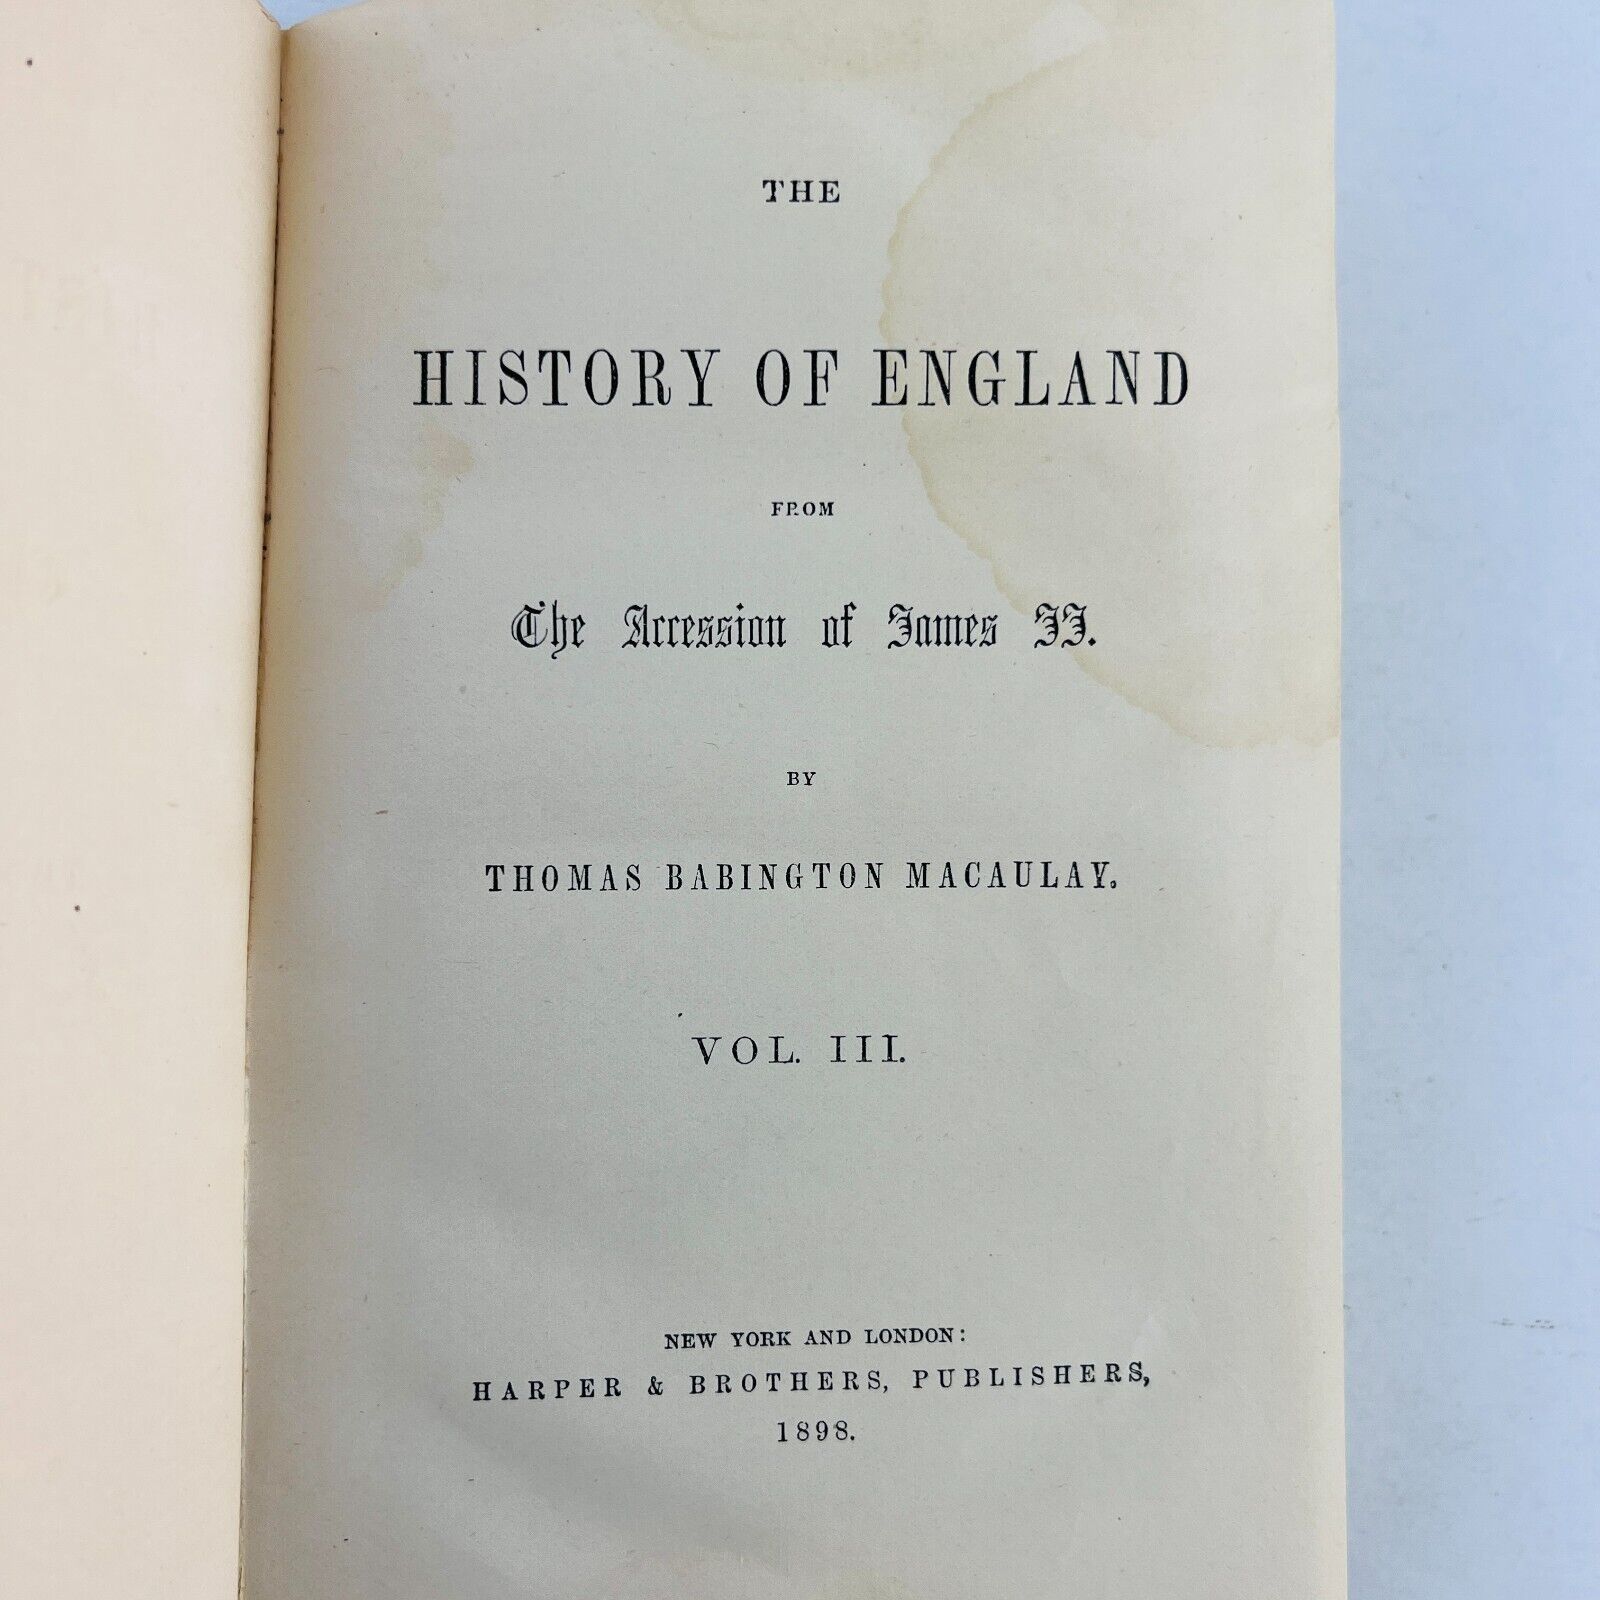 THE
HISTORY OF ENGLAND
FROM
The Accession of James II.
BY
THOMAS BABINGTON MACAULAY.
VOL. III.
NEW YORK AND LONDON:
HARPER & BROTHERS, PUBLISHERS,
1898.